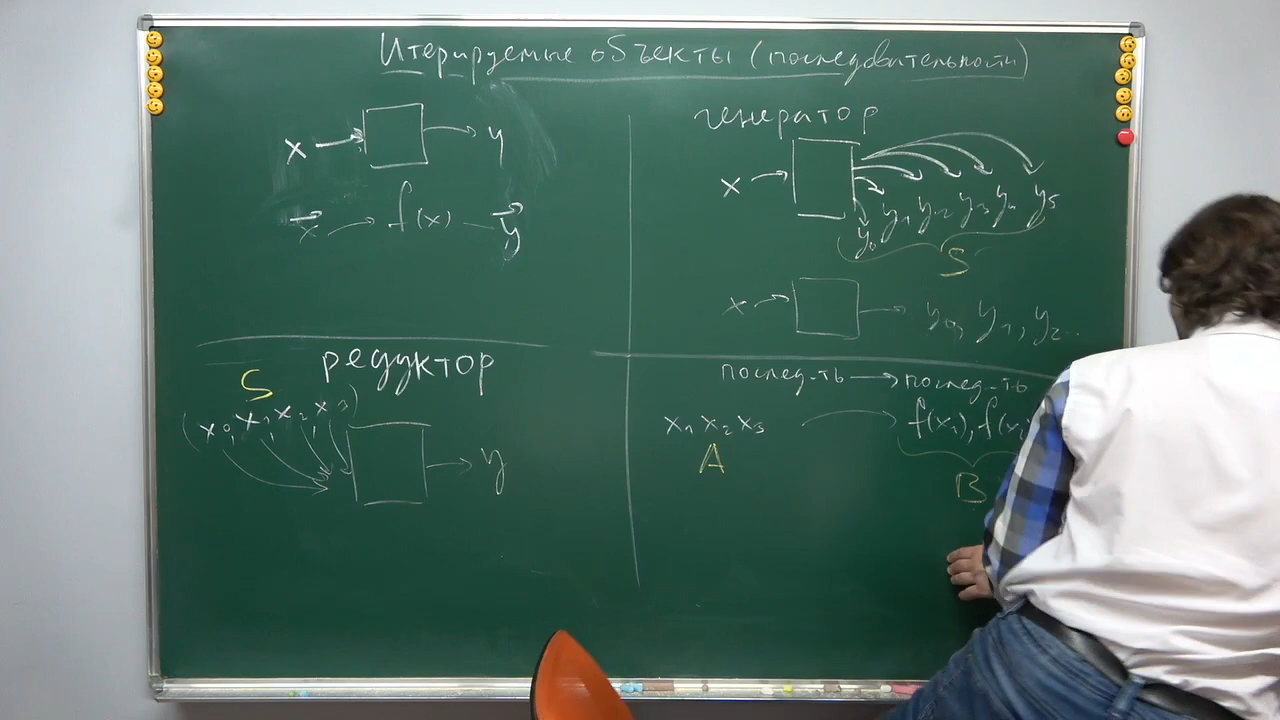 Итерируемые объекты (последовательности)
x y
x f(x) y
генератор
x
y₀ y₁ y₂ y₃ y₄ y₅
S
x y₀, y₁, y₂...
редуктор
S
(x₀, x₁, x₂, x₃)
y
послед-ть → послед-ть
x₁ x₂ x₃ f(x₁), f(x₂
A
B